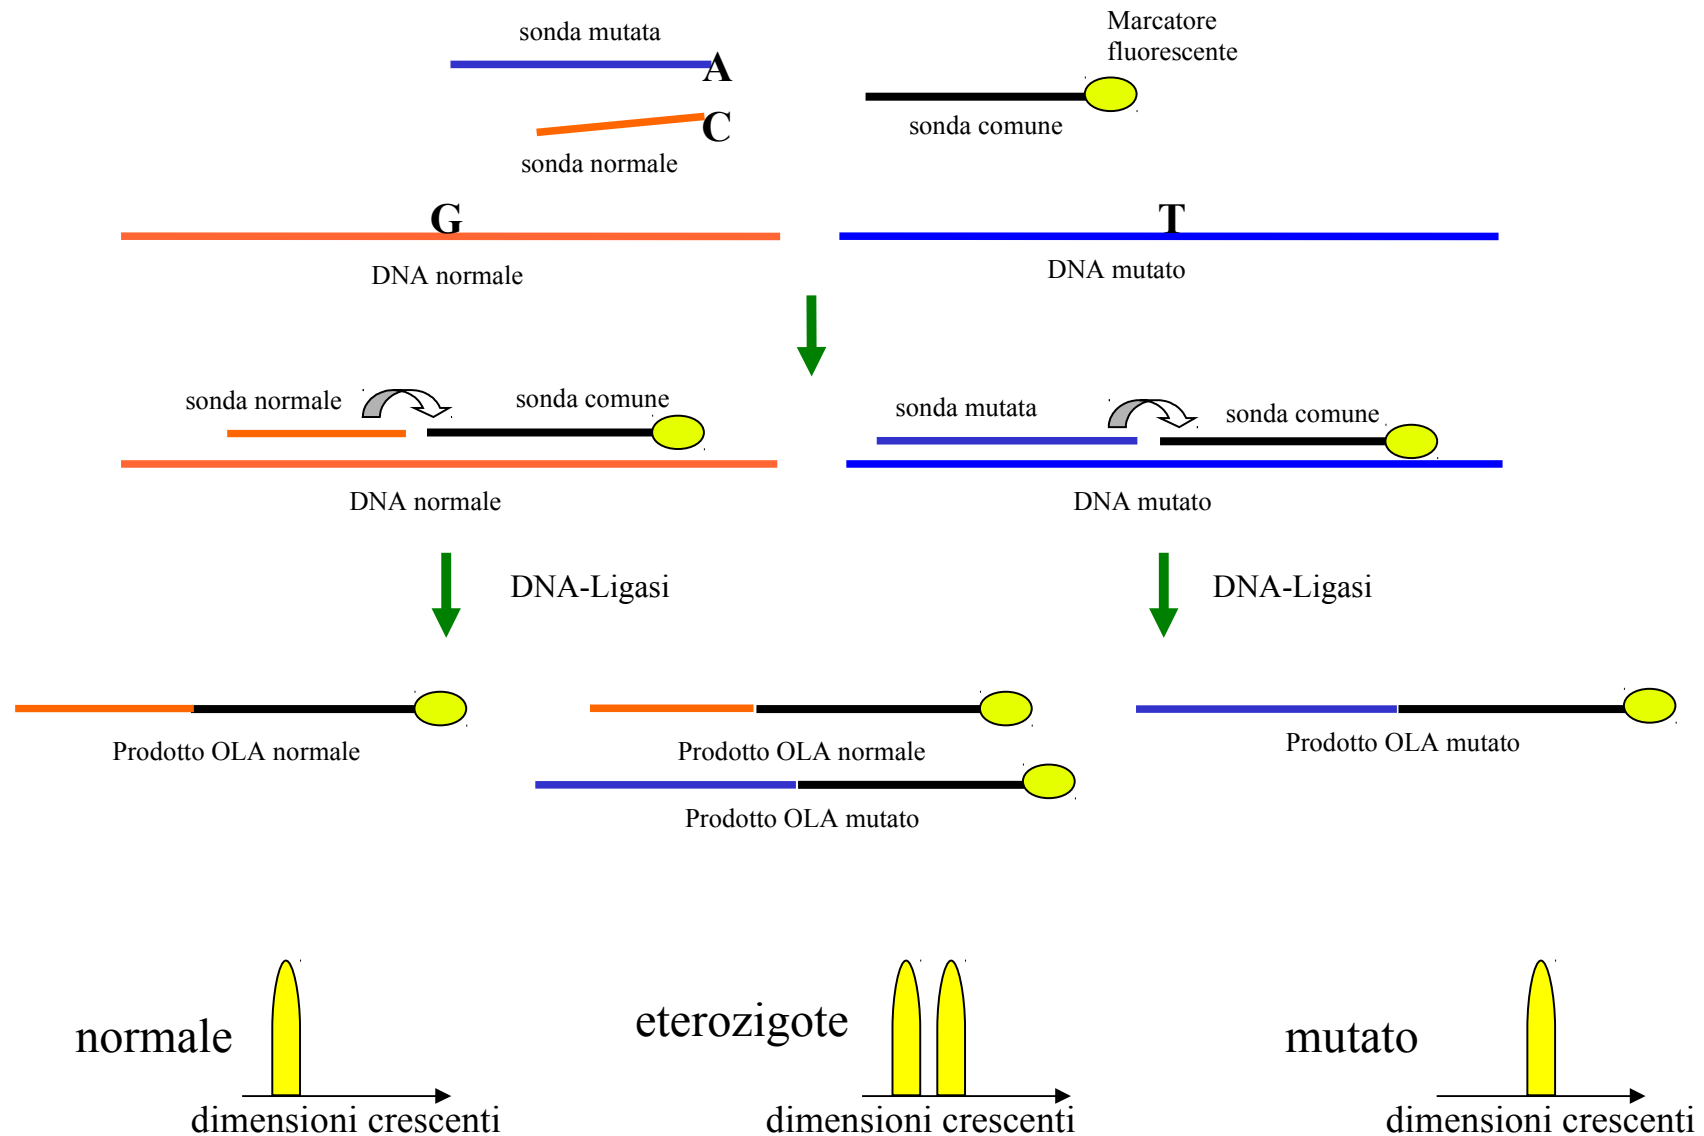 sonda mutata
A
C
sonda normale
Marcatore
fluorescente
sonda comune
G
DNA normale
T
DNA mutato
sonda normale
sonda comune
DNA normale
sonda mutata
sonda comune
DNA mutato
DNA-Ligasi
DNA-Ligasi
Prodotto OLA normale
Prodotto OLA normale
Prodotto OLA mutato
Prodotto OLA mutato
normale
dimensioni crescenti
eterozigote
dimensioni crescenti
mutato
dimensioni crescenti